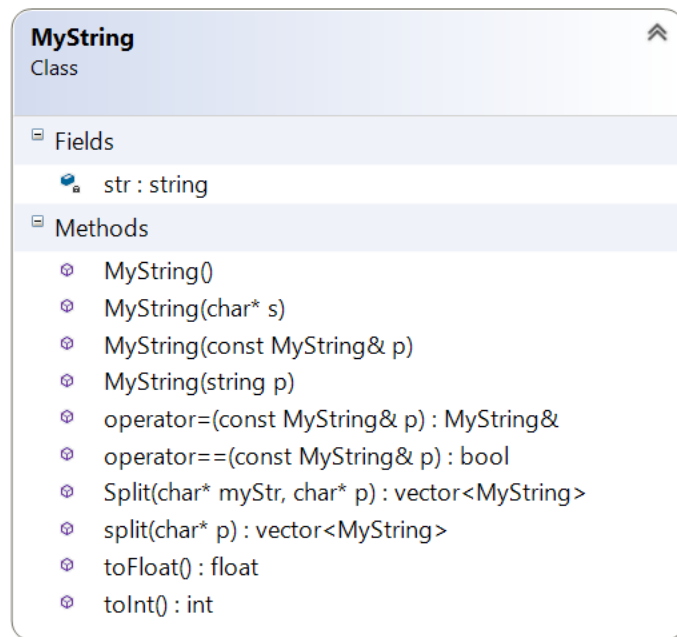 MyString
Class
Fields
str : string
Methods
MyString()
MyString(char* s)
MyString(const MyString& p)
MyString(string p)
operator=(const MyString& p) : MyString&
operator==(const MyString& p) : bool
Split(char* myStr, char* p) : vector<MyString>
split(char* p) : vector<MyString>
toFloat() : float
toInt() : int